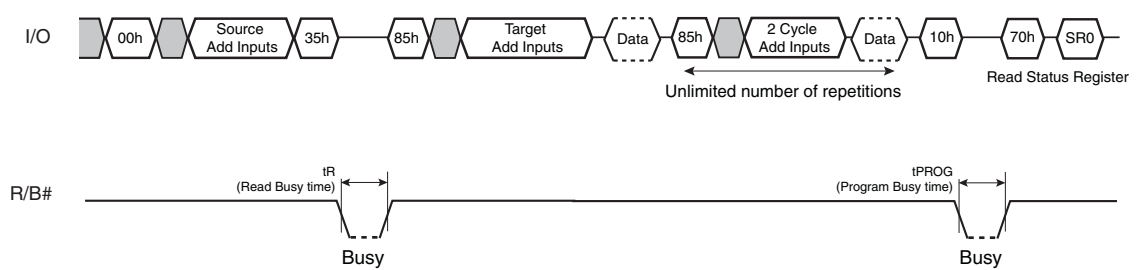 I/O
00h
Source
Add Inputs
35h
85h
Target
Add Inputs
Data
85h
2 Cycle
Add Inputs
Data
10h
70h
SR0
Unlimited number of repetitions
Read Status Register
R/B#
tR
(Read Busy time)
Busy
tPROG
(Program Busy time)
Busy